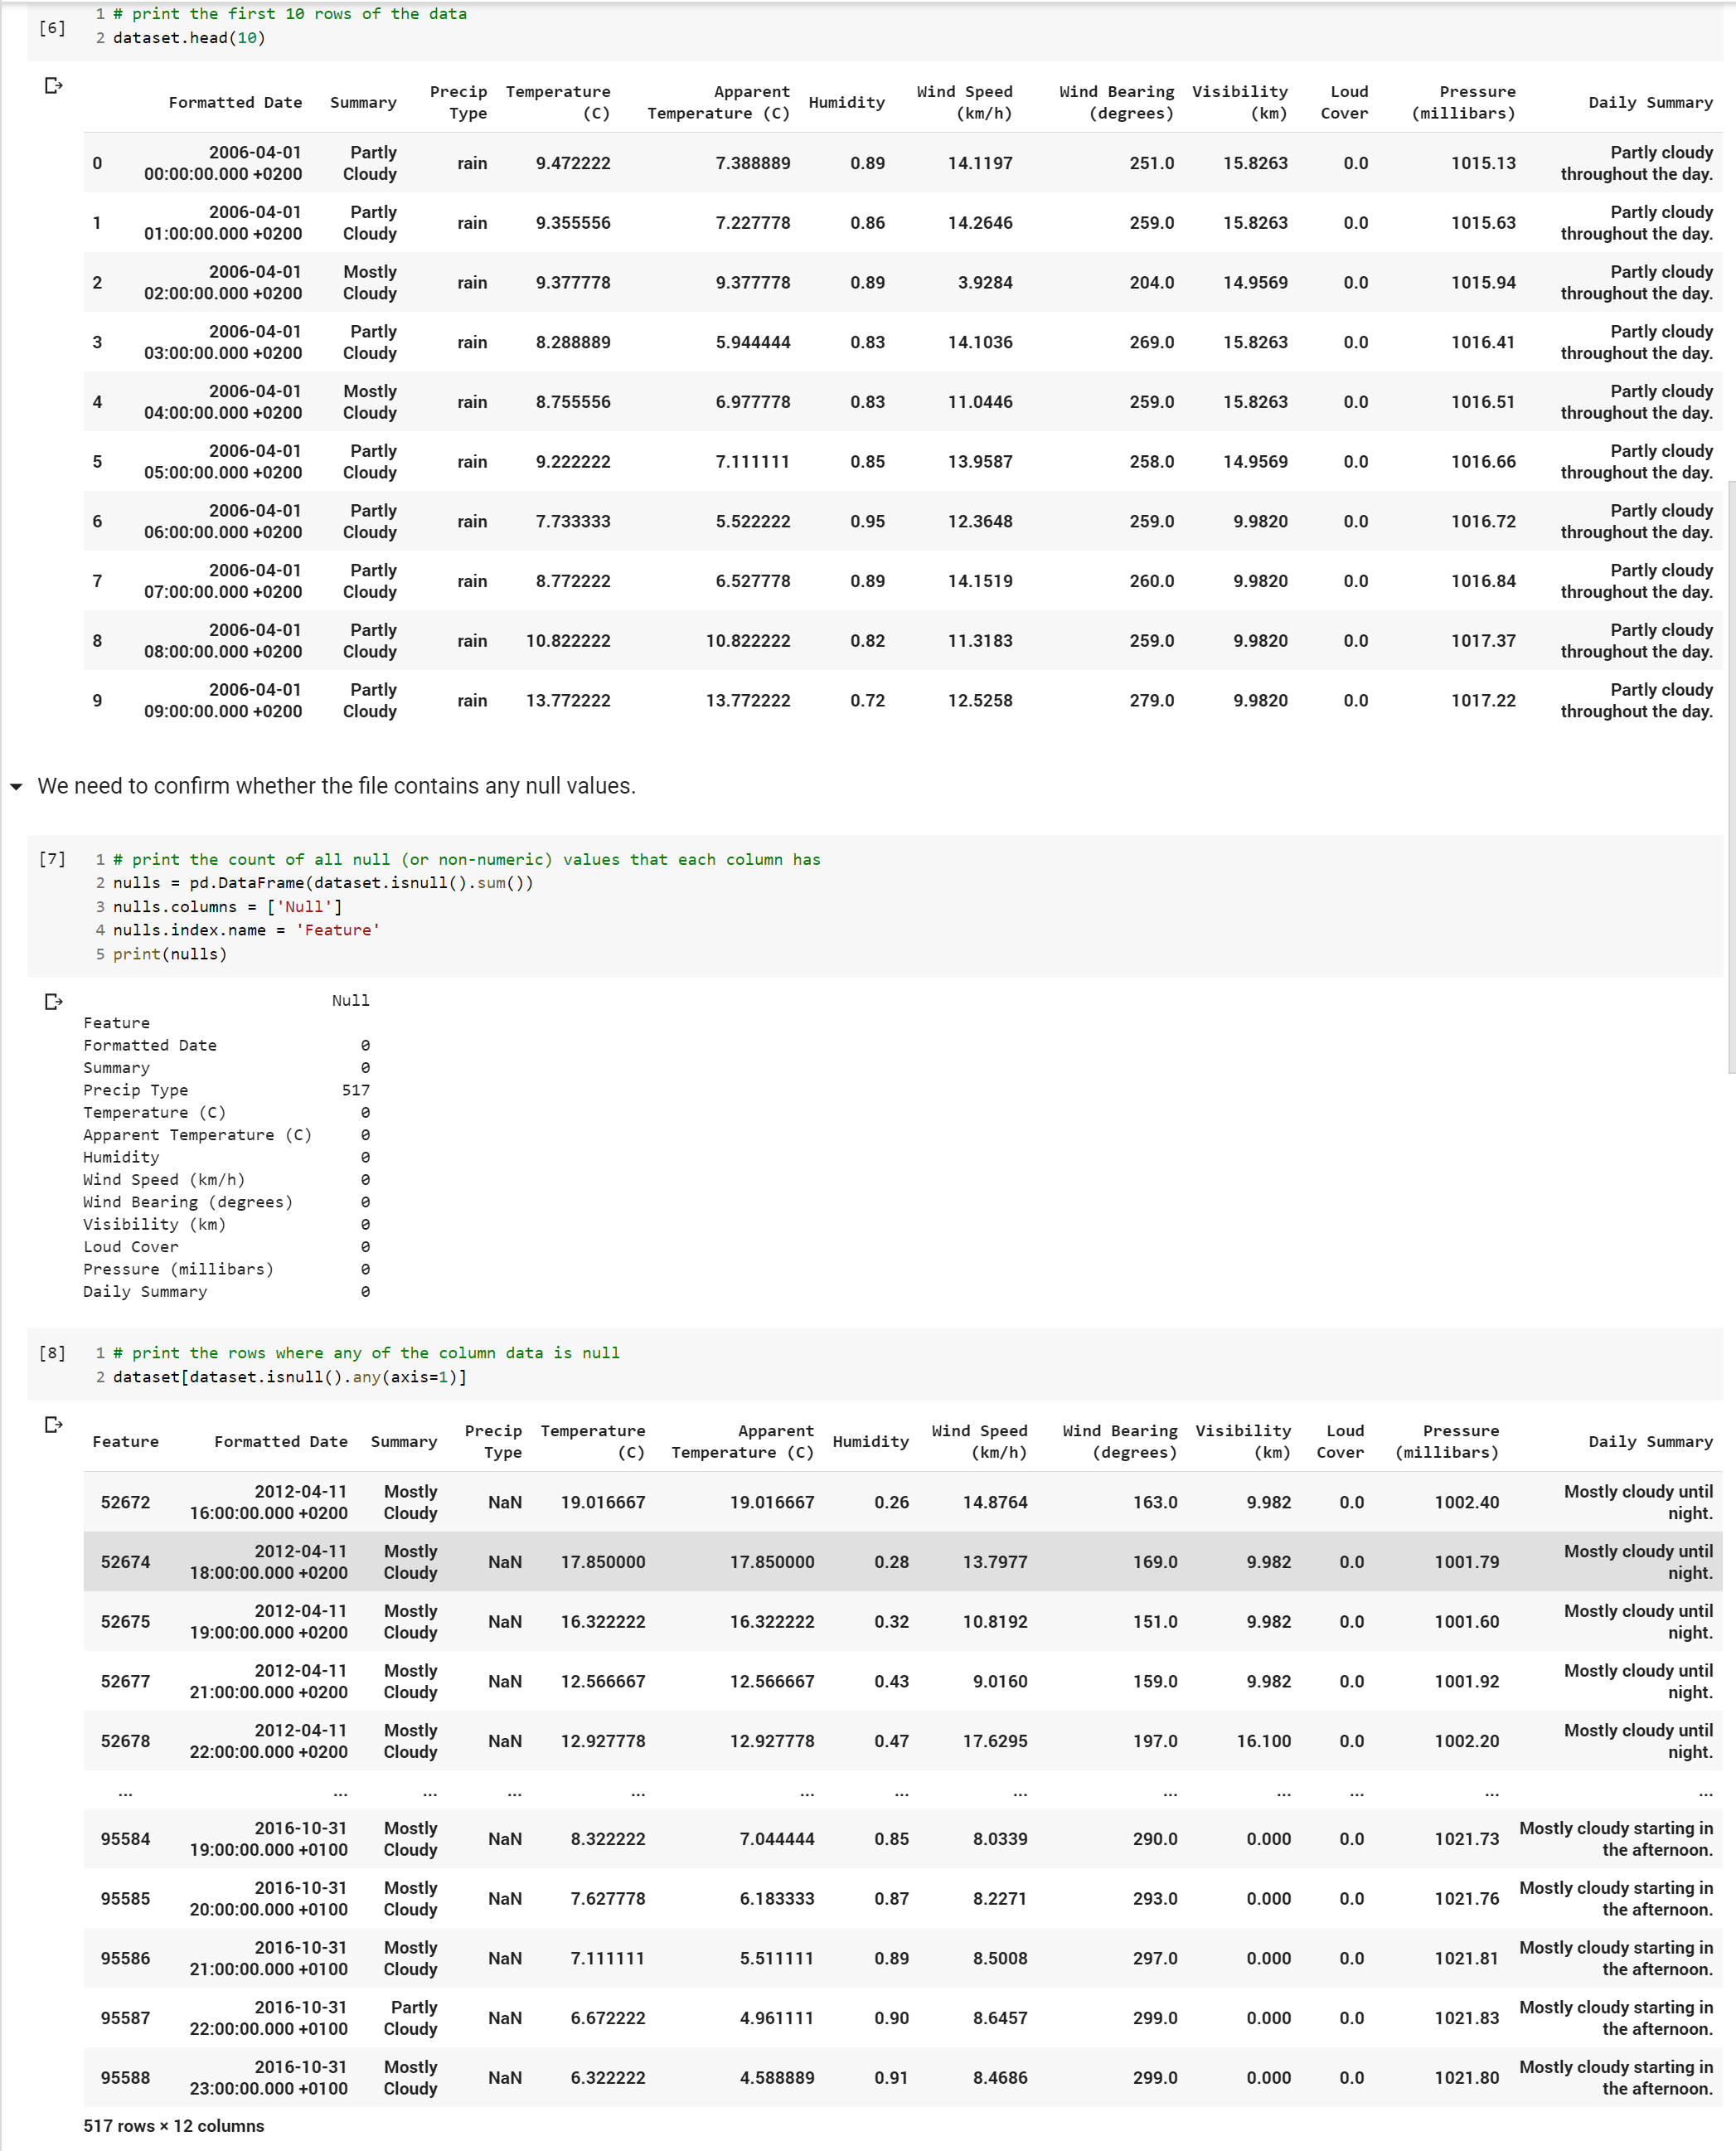 [6]
1 # print the first 10 rows of the data
2 dataset.head(10)
Formatted Date Summary Precip Type Temperature (C) Apparent Temperature (C) Humidity Wind Speed (km/h) Wind Bearing (degrees) Visibility (km) Loud Cover Pressure (millibars) Daily Summary
0 2006-04-01 00:00:00.000 +0200 Partly Cloudy rain 9.472222 7.388889 0.89 14.1197 251.0 15.8263 0.0 1015.13 Partly cloudy throughout the day.
1 2006-04-01 01:00:00.000 +0200 Partly Cloudy rain 9.355556 7.227778 0.86 14.2646 259.0 15.8263 0.0 1015.63 Partly cloudy throughout the day.
2 2006-04-01 02:00:00.000 +0200 Mostly Cloudy rain 9.377778 9.377778 0.89 3.9284 204.0 14.9569 0.0 1015.94 Partly cloudy throughout the day.
3 2006-04-01 03:00:00.000 +0200 Partly Cloudy rain 8.288889 5.944444 0.83 14.1036 269.0 15.8263 0.0 1016.41 Partly cloudy throughout the day.
4 2006-04-01 04:00:00.000 +0200 Mostly Cloudy rain 8.755556 6.977778 0.83 11.0446 259.0 15.8263 0.0 1016.51 Partly cloudy throughout the day.
5 2006-04-01 05:00:00.000 +0200 Partly Cloudy rain 9.222222 7.111111 0.85 13.9587 258.0 14.9569 0.0 1016.66 Partly cloudy throughout the day.
6 2006-04-01 06:00:00.000 +0200 Partly Cloudy rain 7.733333 5.522222 0.95 12.3648 259.0 9.9820 0.0 1016.72 Partly cloudy throughout the day.
7 2006-04-01 07:00:00.000 +0200 Partly Cloudy rain 8.772222 6.527778 0.89 14.1519 260.0 9.9820 0.0 1016.84 Partly cloudy throughout the day.
8 2006-04-01 08:00:00.000 +0200 Partly Cloudy rain 10.822222 10.822222 0.82 11.3183 259.0 9.9820 0.0 1017.37 Partly cloudy throughout the day.
9 2006-04-01 09:00:00.000 +0200 Partly Cloudy rain 13.772222 13.772222 0.72 12.5258 279.0 9.9820 0.0 1017.22 Partly cloudy throughout the day.
We need to confirm whether the file contains any null values.
[7]
1 # print the count of all null (or non-numeric) values that each column has
2 nulls = pd.DataFrame(dataset.isnull().sum())
3 nulls.columns = ['Null']
4 nulls.index.name = 'Feature'
5 print(nulls)
Null
Feature
Formatted Date 0
Summary 0
Precip Type 517
Temperature (C) 0
Apparent Temperature (C) 0
Humidity 0
Wind Speed (km/h) 0
Wind Bearing (degrees) 0
Visibility (km) 0
Loud Cover 0
Pressure (millibars) 0
Daily Summary 0
[8]
1 # print the rows where any of the column data is null
2 dataset[dataset.isnull().any(axis=1)]
Feature Formatted Date Summary Precip Type Temperature (C) Apparent Temperature (C) Humidity Wind Speed (km/h) Wind Bearing (degrees) Visibility (km) Loud Cover Pressure (millibars) Daily Summary
52672 2012-04-11 16:00:00.000 +0200 Mostly Cloudy NaN 19.016667 19.016667 0.26 14.8764 163.0 9.982 0.0 1002.40 Mostly cloudy until night.
52674 2012-04-11 18:00:00.000 +0200 Mostly Cloudy NaN 17.850000 17.850000 0.28 13.7977 169.0 9.982 0.0 1001.79 Mostly cloudy until night.
52675 2012-04-11 19:00:00.000 +0200 Mostly Cloudy NaN 16.322222 16.322222 0.32 10.8192 151.0 9.982 0.0 1001.60 Mostly cloudy until night.
52677 2012-04-11 21:00:00.000 +0200 Mostly Cloudy NaN 12.566667 12.566667 0.43 9.0160 159.0 9.982 0.0 1001.92 Mostly cloudy until night.
52678 2012-04-11 22:00:00.000 +0200 Mostly Cloudy NaN 12.927778 12.927778 0.47 17.6295 197.0 16.100 0.0 1002.20 Mostly cloudy until night.
... ... ... ... ... ... ... ... ... ... ... ... ...
95584 2016-10-31 19:00:00.000 +0100 Mostly Cloudy NaN 8.322222 7.044444 0.85 8.0339 290.0 0.000 0.0 1021.73 Mostly cloudy starting in the afternoon.
95585 2016-10-31 20:00:00.000 +0100 Mostly Cloudy NaN 7.627778 6.183333 0.87 8.2271 293.0 0.000 0.0 1021.76 Mostly cloudy starting in the afternoon.
95586 2016-10-31 21:00:00.000 +0100 Mostly Cloudy NaN 7.111111 5.511111 0.89 8.5008 297.0 0.000 0.0 1021.81 Mostly cloudy starting in the afternoon.
95587 2016-10-31 22:00:00.000 +0100 Partly Cloudy NaN 6.672222 4.961111 0.90 8.6457 299.0 0.000 0.0 1021.83 Mostly cloudy starting in the afternoon.
95588 2016-10-31 23:00:00.000 +0100 Mostly Cloudy NaN 6.322222 4.588889 0.91 8.4686 299.0 0.000 0.0 1021.80 Mostly cloudy starting in the afternoon.
517 rows × 12 columns